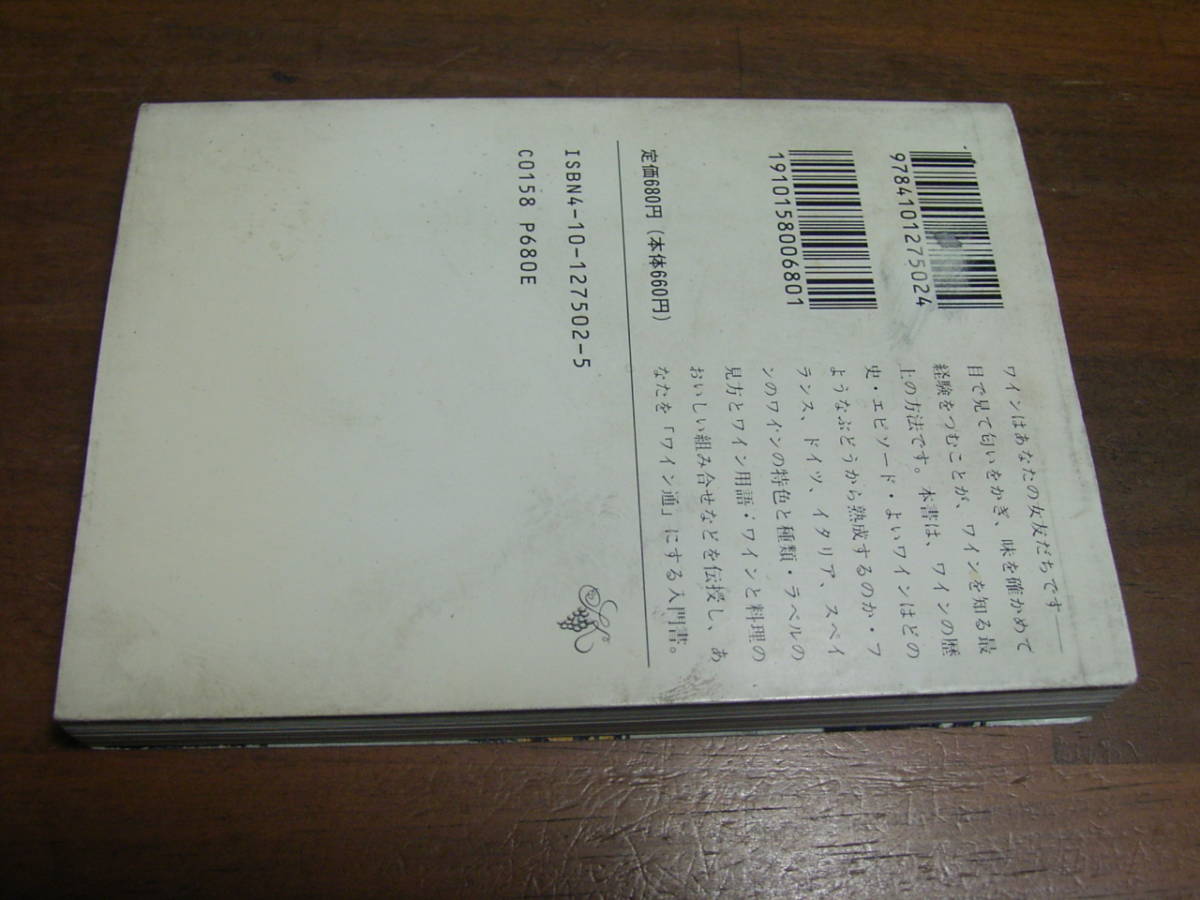 9784101275024
1910158006801
ワインはあなたの女友だちです――
目で見て匂いをかぎ、味を確かめて
経験をつむことが、ワインを知る最
上の方法です。本書は、ワインの歴
史・エピソード・よいワインはどの
ようなぶどうから熟成するのか・フ
ランス、ドイツ、イタリア、スペイ
ンのワインの特色と種類・ラベルの
見方とワイン用語・ワインと料理の
おいしい組み合せなどを伝授し、あ
なたを「ワイン通」にする入門書。
定価680円(本体660円)
ISBN4-10-127502-5
C0158 P680E